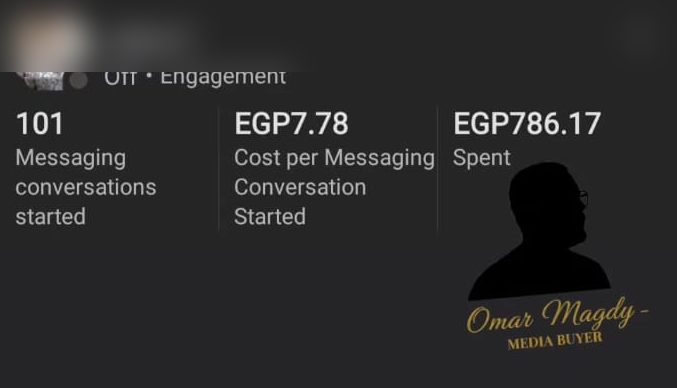 Off • Engagement
101
Messaging
conversations
started
EGP7.78
Cost per Messaging
Conversation
Started
EGP786.17
Spent
Omar Magdy -
MEDIA BUYER